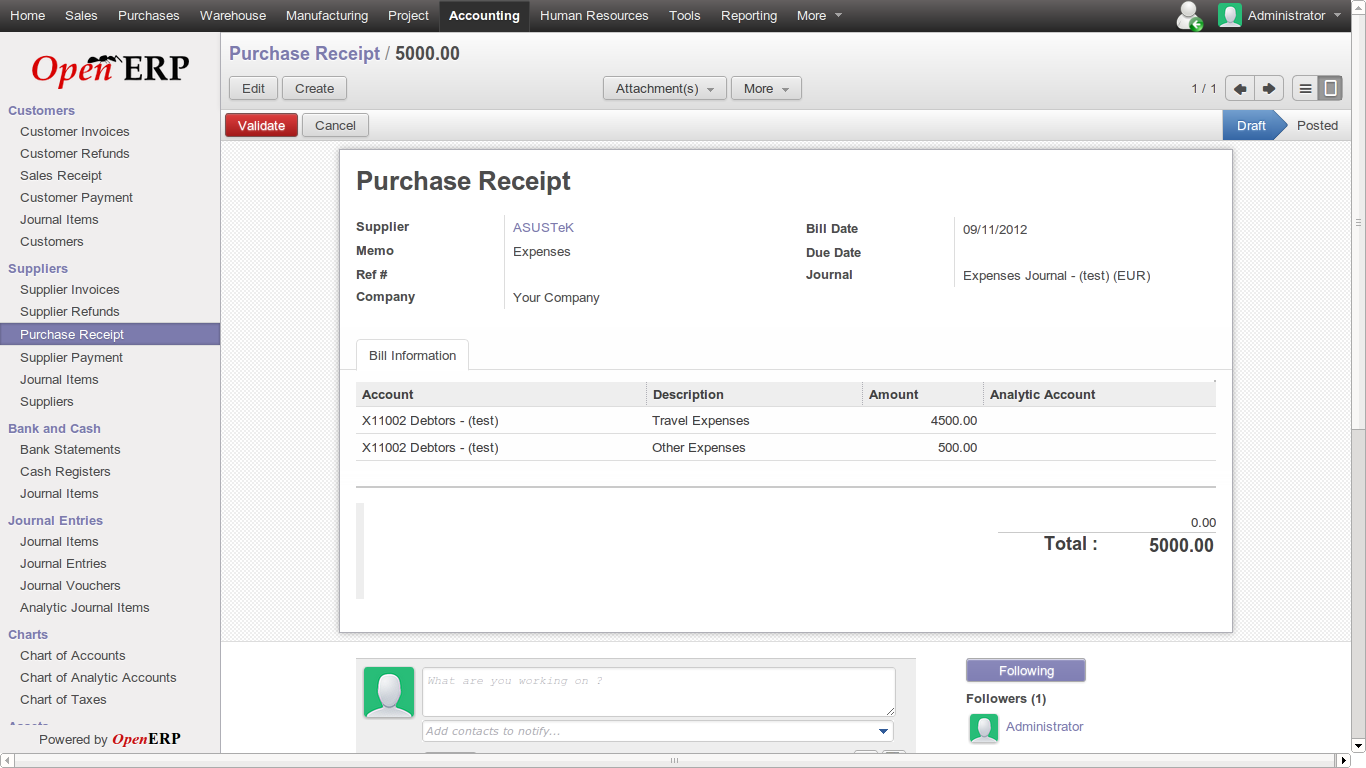 Home Sales Purchases Warehouse Manufacturing Project Accounting Human Resources Tools Reporting More Administrator
Open ERP
Customers
Customer Invoices
Customer Refunds
Sales Receipt
Customer Payment
Journal Items
Customers
Suppliers
Supplier Invoices
Supplier Refunds
Purchase Receipt
Supplier Payment
Journal Items
Suppliers
Bank and Cash
Bank Statements
Cash Registers
Journal Items
Journal Entries
Journal Items
Journal Entries
Journal Vouchers
Analytic Journal Items
Charts
Chart of Accounts
Chart of Analytic Accounts
Chart of Taxes
Powered by OpenERP
Purchase Receipt / 5000.00
Edit Create Attachment(s) More 1 / 1
Validate Cancel Draft Posted
Purchase Receipt
Supplier ASUSTeK
Memo Expenses
Ref #
Company Your Company
Bill Date 09/11/2012
Due Date
Journal Expenses Journal - (test) (EUR)
Bill Information
Account Description Amount Analytic Account
X11002 Debtors - (test) Travel Expenses 4500.00
X11002 Debtors - (test) Other Expenses 500.00
0.00
Total : 5000.00
What are you working on ?
Add contacts to notify...
Following
Followers (1)
Administrator